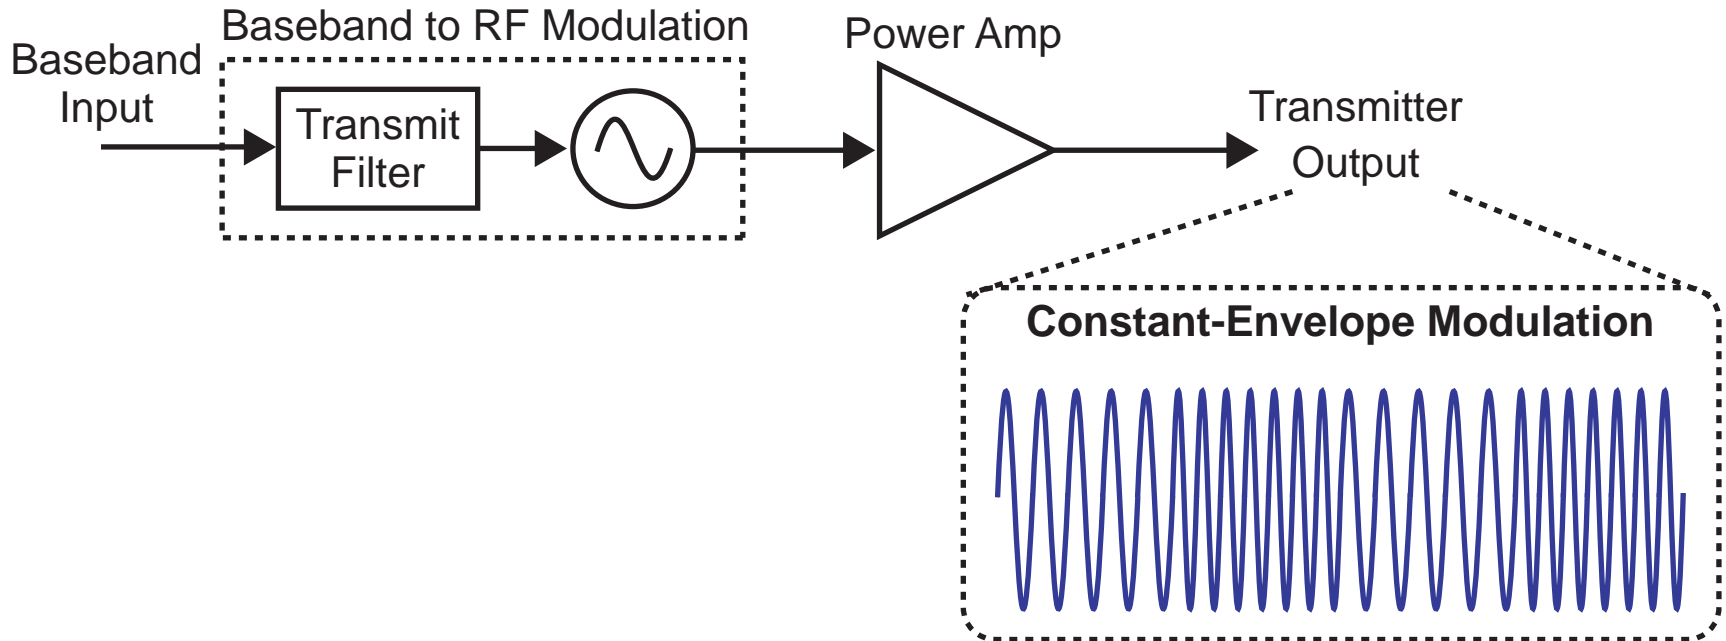 Baseband to RF Modulation
Power Amp
Baseband
Input
Transmit
Filter
Transmitter
Output
Constant-Envelope Modulation